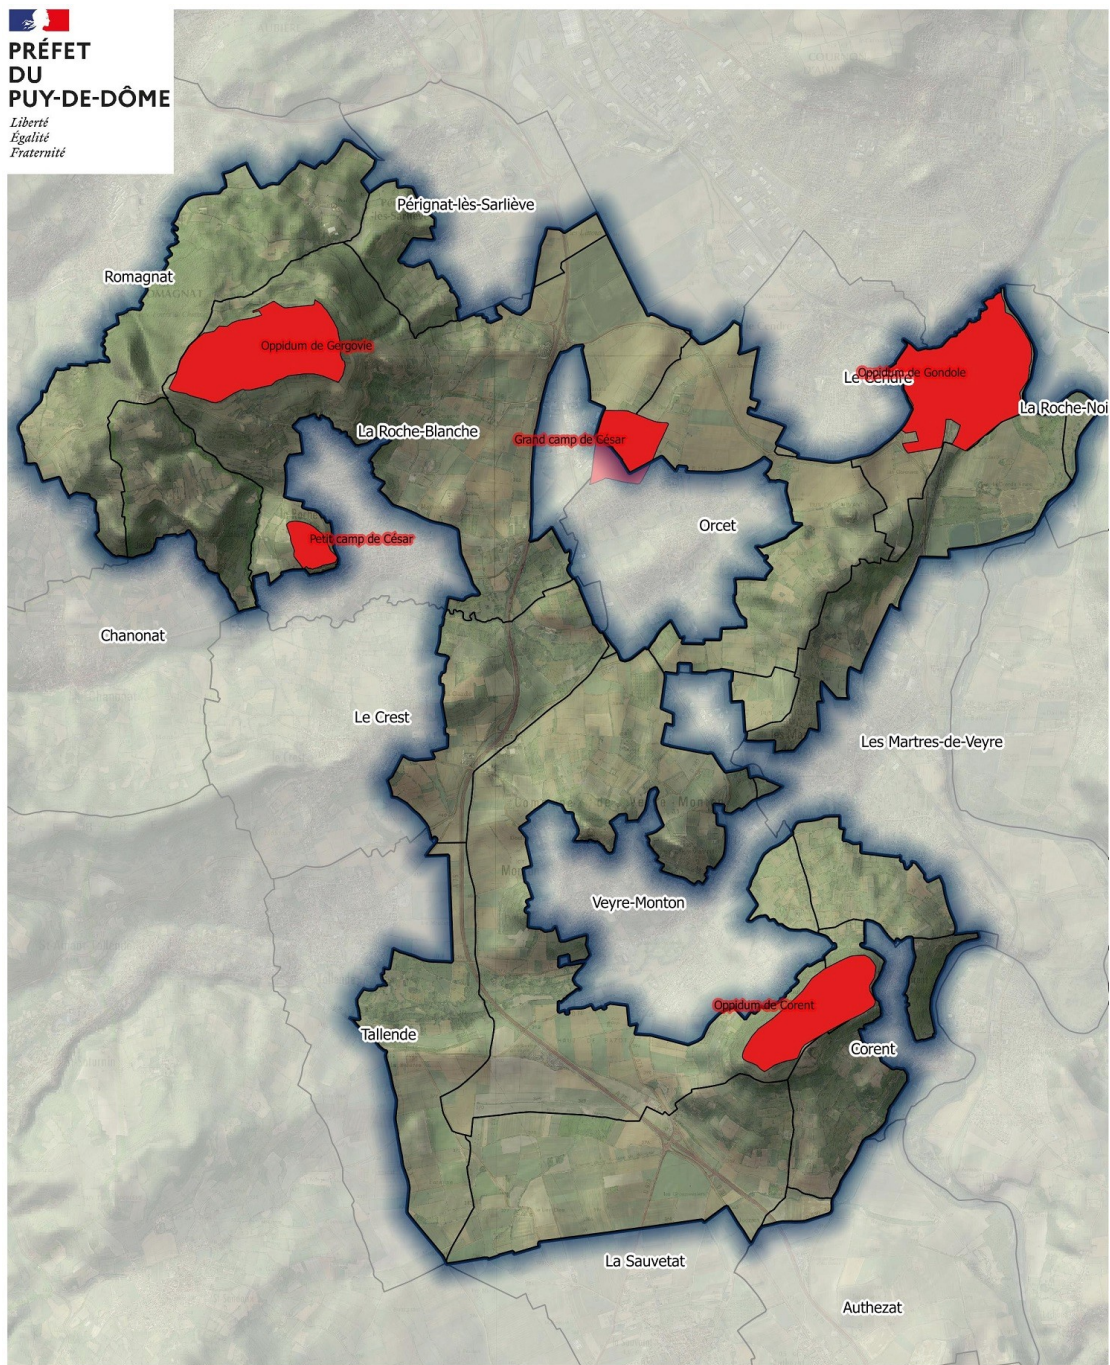 PRÉFET
DU
PUY-DE-DÔME
Liberté
Égalité
Fraternité
Pérignat-lès-Sarliève
Romagnat
Oppidum de Gergovie
Oppidum de Gondole
Le Cendre
La Roche-Noi
La Roche-Blanche
Grand camp de César
Orcet
Petit camp de César
Chanonat
Le Crest
Les Martres-de-Veyre
Veyre-Monton
Oppidum de Corent
Tallende
Corent
La Sauvetat
Authezat